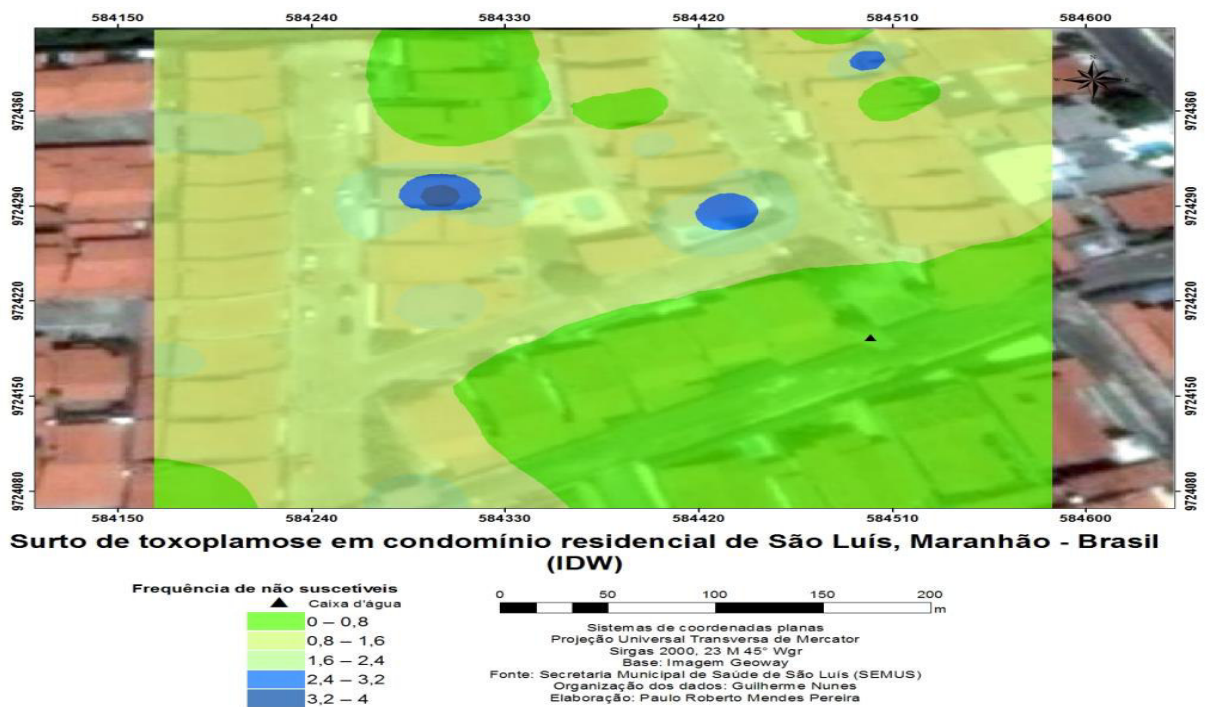 584150 584240 584330 584420 584510 584600
9724360 9724360
9724290 9724290
9724220 9724220
9724150 9724150
9724080 9724080
584150 584240 584330 584420 584510 584600
Surto de toxoplamose em condomínio residencial de São Luís, Maranhão - Brasil
(IDW)
Frequência de não suscetíveis
Caixa d'água
0 – 0,8
0,8 – 1,6
1,6 – 2,4
2,4 – 3,2
3,2 – 4
0 50 100 150 200
m
Sistemas de coordenadas planas
Projeção Universal Transversa de Mercator
Sirgas 2000, 23 M 45° Wgr
Base: Imagem Geoway
Fonte: Secretaria Municipal de Saúde de São Luís (SEMUS)
Organização dos dados: Guilherme Nunes
Elaboração: Paulo Roberto Mendes Pereira